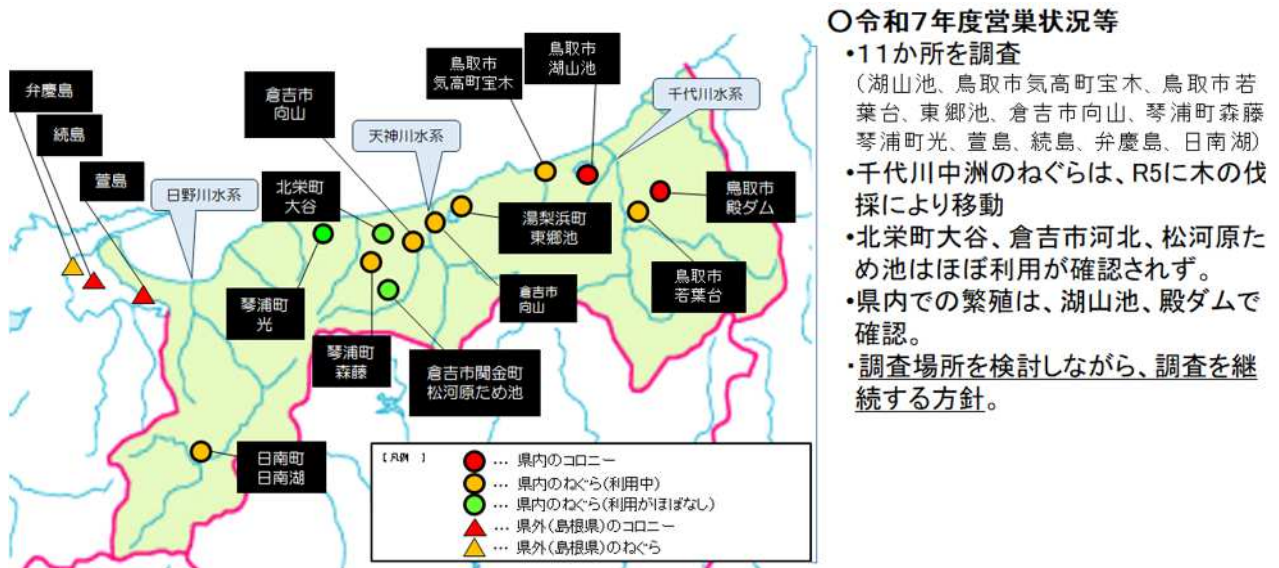 弁慶島
続島
萱島
日野川水系
倉吉市
向山
北栄町
大谷
天神川水系
鳥取市
気高町宝木
鳥取市
湖山池
千代川水系
鳥取市
殿ダム
湯梨浜町
東郷池
鳥取市
若葉台
倉吉市
向山
琴浦町
光
琴浦町
森藤
倉吉市関金町
松河原ため池
日南町
日南湖
【凡例】
… 県内のコロニー
… 県内のねぐら(利用中)
… 県内のねぐら(利用がほぼなし)
… 県外(島根県)のコロニー
… 県外(島根県)のねぐら
〇令和7年度営巣状況等
・11か所を調査
(湖山池、鳥取市気高町宝木、鳥取市若
葉台、東郷池、倉吉市向山、琴浦町森藤
琴浦町光、萱島、続島、弁慶島、日南湖)
・千代川中洲のねぐらは、R5に木の伐
採により移動
・北栄町大谷、倉吉市河北、松河原た
め池はほぼ利用が確認されず。
・県内での繁殖は、湖山池、殿ダムで
確認。
・調査場所を検討しながら、調査を継
続する方針。